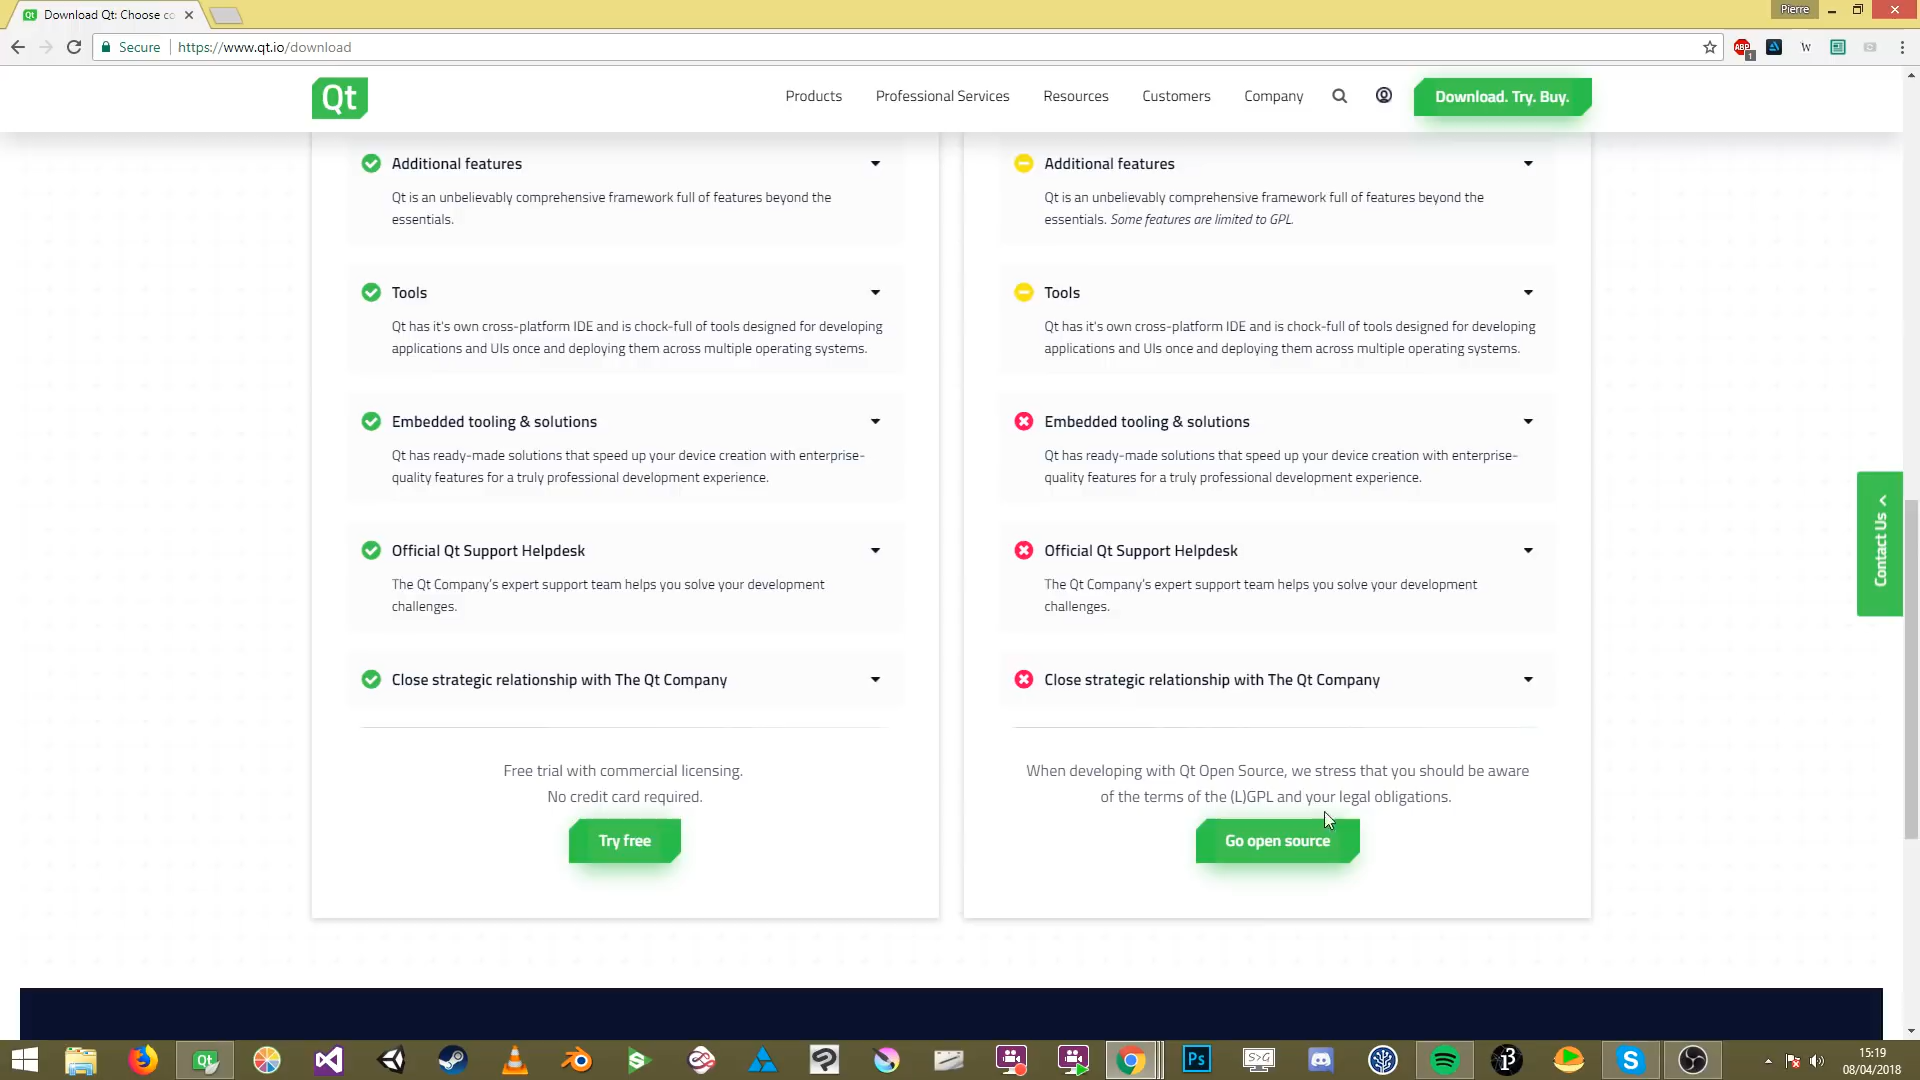 Download Qt: Choose co
Pierre
Secure
https://www.qt.io/download
ABP
1
W
Qt
Products
Professional Services
Resources
Customers
Company
Download. Try. Buy.
Additional features
Qt is an unbelievably comprehensive framework full of features beyond the
essentials.
Tools
Qt has it's own cross-platform IDE and is chock-full of tools designed for developing
applications and UIs once and deploying them across multiple operating systems.
Embedded tooling & solutions
Qt has ready-made solutions that speed up your device creation with enterprise-
quality features for a truly professional development experience.
Official Qt Support Helpdesk
The Qt Company's expert support team helps you solve your development
challenges.
Close strategic relationship with The Qt Company
Free trial with commercial licensing.
No credit card required.
Try free
Additional features
Qt is an unbelievably comprehensive framework full of features beyond the
essentials. Some features are limited to GPL.
Tools
Qt has it's own cross-platform IDE and is chock-full of tools designed for developing
applications and UIs once and deploying them across multiple operating systems.
Embedded tooling & solutions
Qt has ready-made solutions that speed up your device creation with enterprise-
quality features for a truly professional development experience.
Official Qt Support Helpdesk
The Qt Company's expert support team helps you solve your development
challenges.
Close strategic relationship with The Qt Company
When developing with Qt Open Source, we stress that you should be aware
of the terms of the (L)GPL and your legal obligations.
Go open source
Contact Us
Qt
Ps
S>G
15:19
08/04/2018